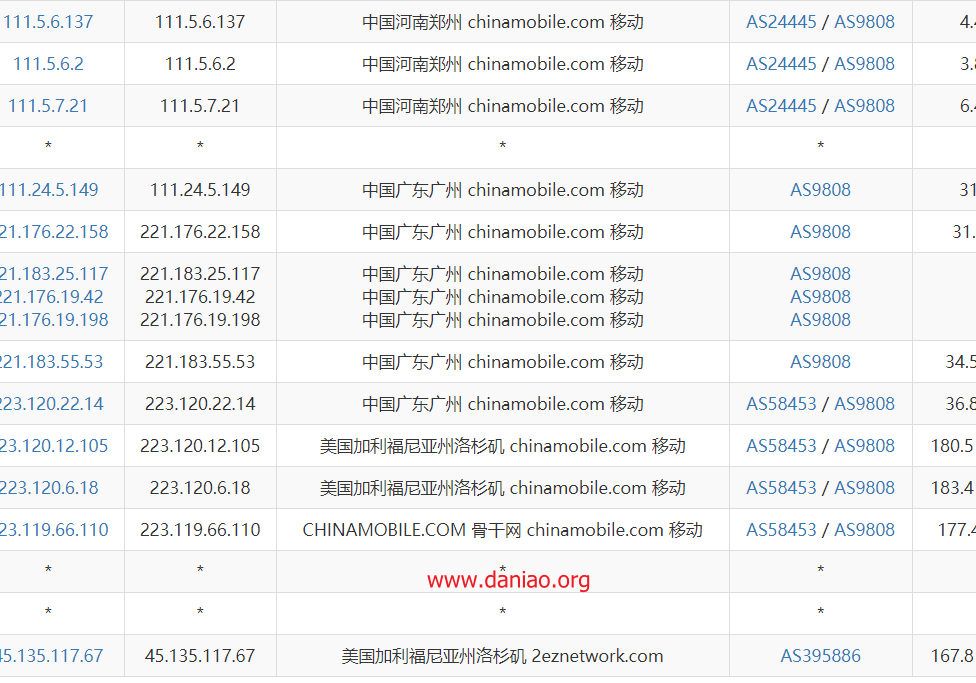 111.5.6.137 111.5.6.137 中国河南郑州 chinamobile.com 移动 AS24445 / AS9808 4.
111.5.6.2 111.5.6.2 中国河南郑州 chinamobile.com 移动 AS24445 / AS9808 3.
111.5.7.21 111.5.7.21 中国河南郑州 chinamobile.com 移动 AS24445 / AS9808 6.
* * * *
111.24.5.149 111.24.5.149 中国广东广州 chinamobile.com 移动 AS9808 31
21.176.22.158 221.176.22.158 中国广东广州 chinamobile.com 移动 AS9808 31.
21.183.25.117 221.183.25.117 中国广东广州 chinamobile.com 移动 AS9808
221.176.19.42 221.176.19.42 中国广东广州 chinamobile.com 移动 AS9808
21.176.19.198 221.176.19.198 中国广东广州 chinamobile.com 移动 AS9808
221.183.55.53 221.183.55.53 中国广东广州 chinamobile.com 移动 AS9808 34.5
223.120.22.14 223.120.22.14 中国广东广州 chinamobile.com 移动 AS58453 / AS9808 36.8
23.120.12.105 223.120.12.105 美国加利福尼亚州洛杉矶 chinamobile.com 移动 AS58453 / AS9808 180.5
223.120.6.18 223.120.6.18 美国加利福尼亚州洛杉矶 chinamobile.com 移动 AS58453 / AS9808 183.4
23.119.66.110 223.119.66.110 CHINAMOBILE.COM 骨干网 chinamobile.com 移动 AS58453 / AS9808 177.4
* * * *
www.daniao.org
* * * *
45.135.117.67 45.135.117.67 美国加利福尼亚州洛杉矶 2eznetwork.com AS395886 167.8